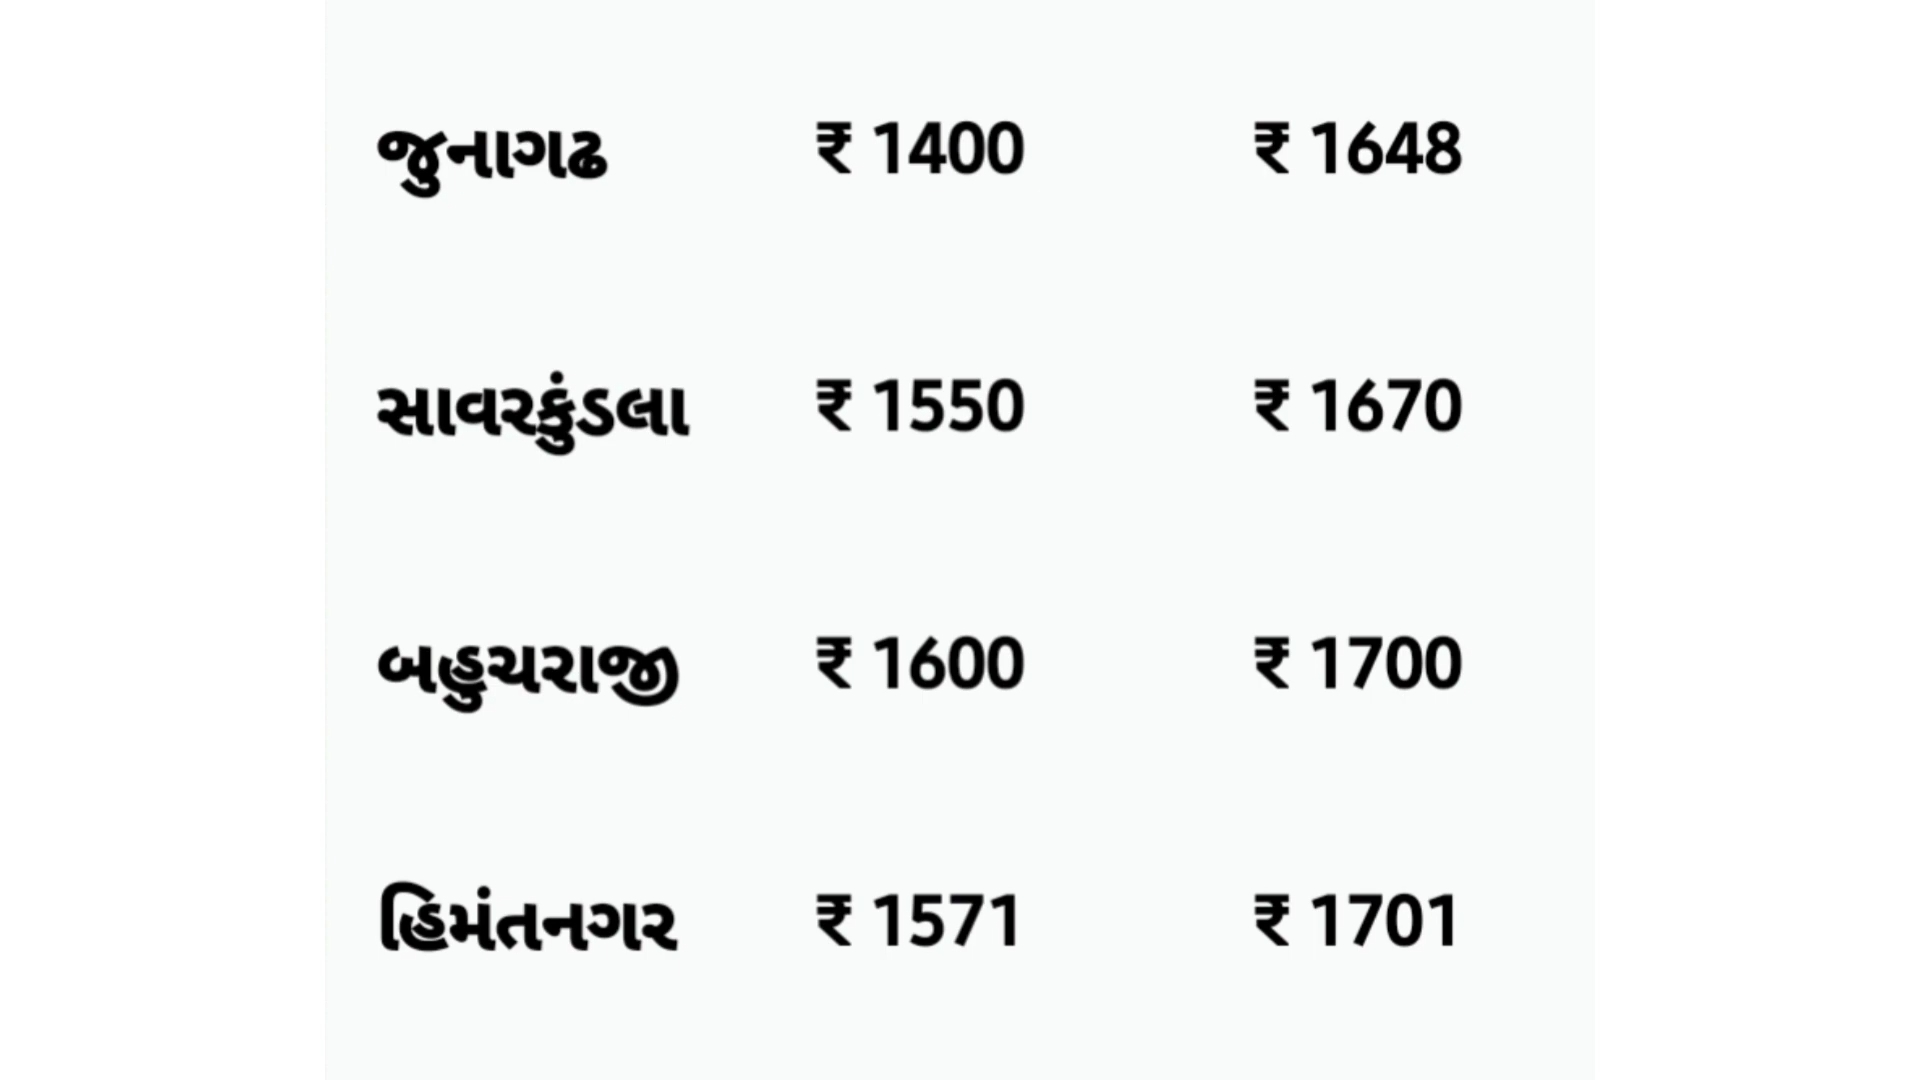 જુનાગઢ ₹ 1400 ₹ 1648
સાવરકુંડલા ₹ 1550 ₹ 1670
બહુચરાજી ₹ 1600 ₹ 1700
હિમંતનગર ₹ 1571 ₹ 1701